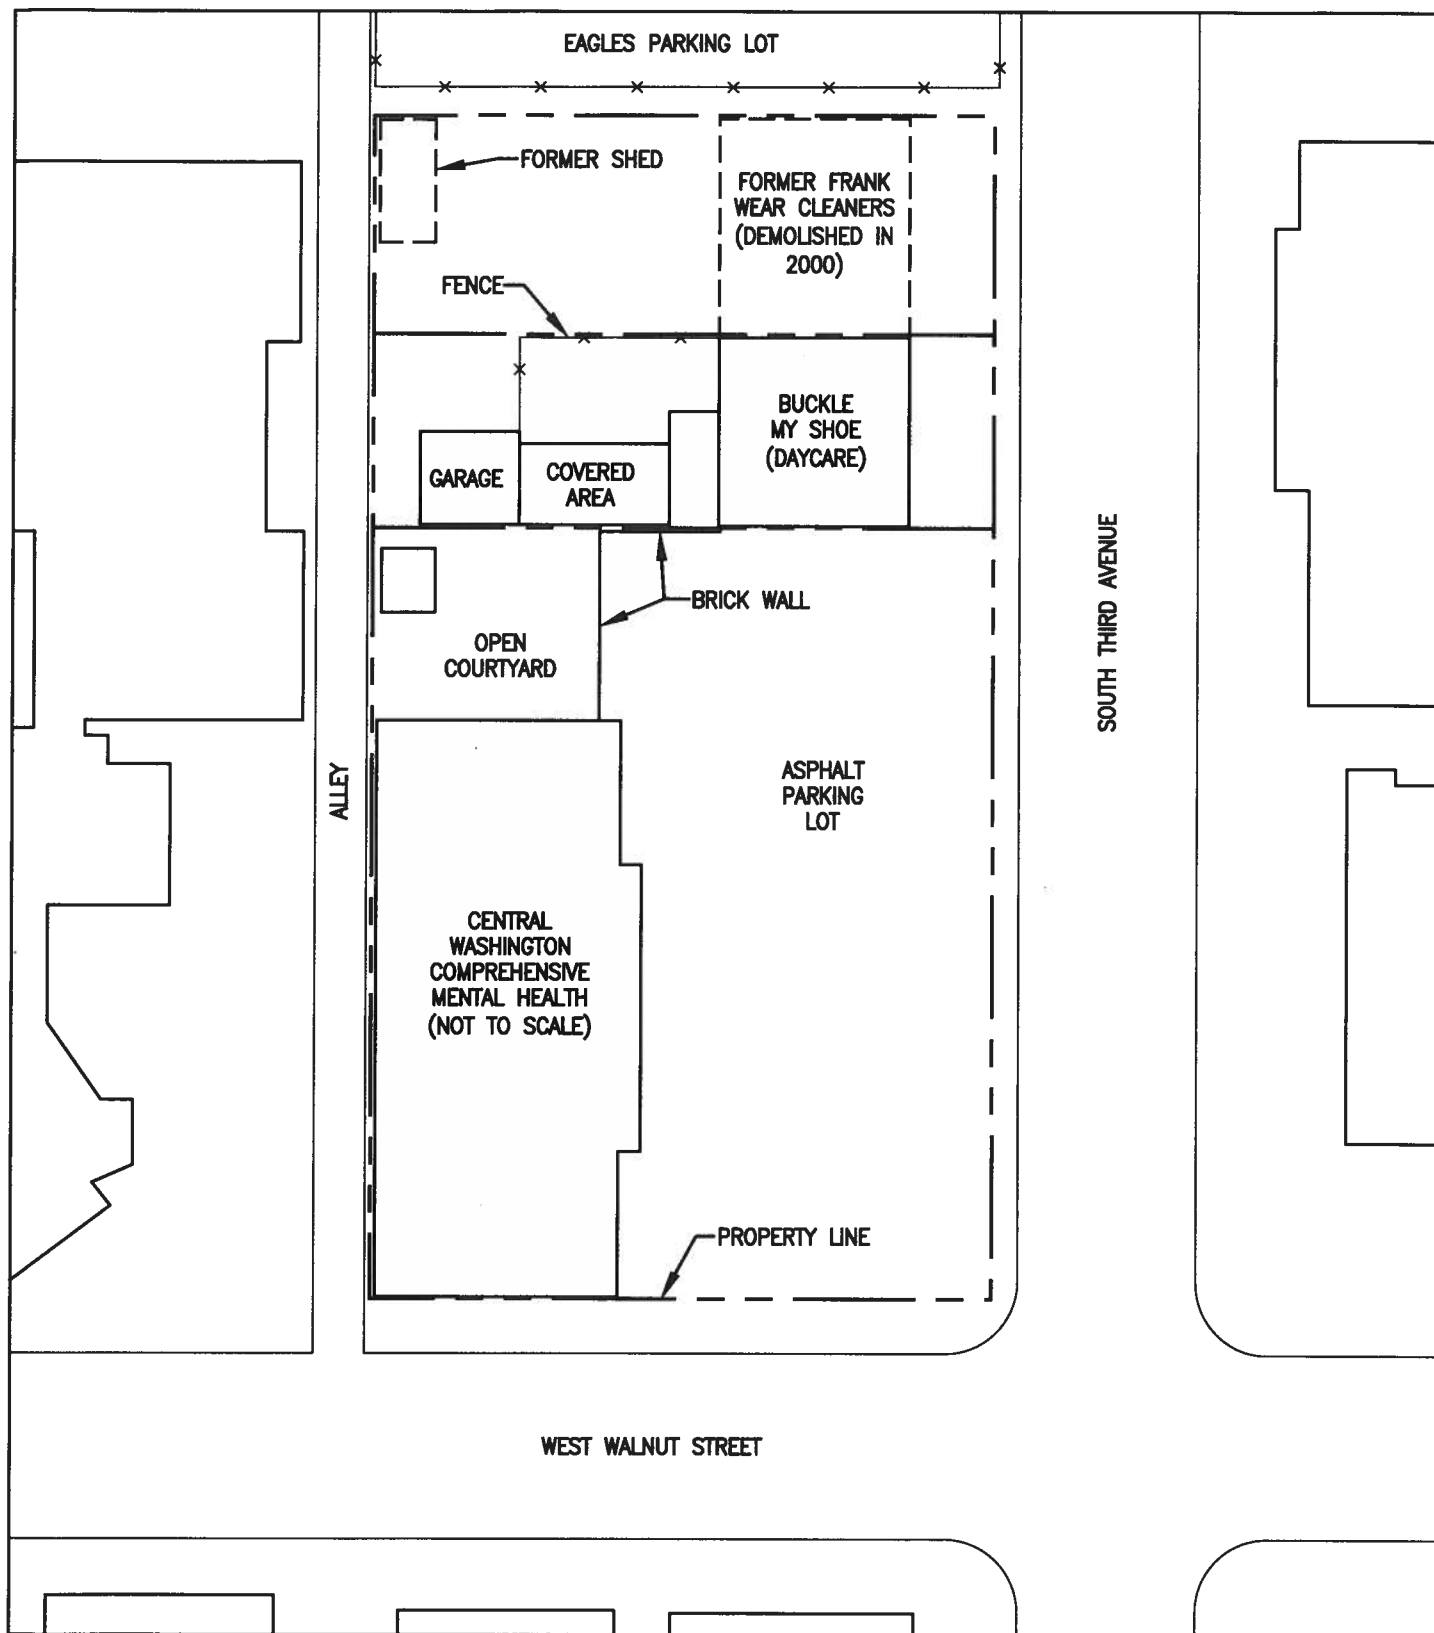 EAGLES PARKING LOT
FORMER SHED
FORMER FRANK
WEAR CLEANERS
(DEMOLISHED IN
2000)
FENCE
BUCKLE
MY SHOE
(DAYCARE)
GARAGE
COVERED
AREA
BRICK WALL
OPEN
COURTYARD
SOUTH THIRD AVENUE
ALLEY
ASPHALT
PARKING
LOT
CENTRAL
WASHINGTON
COMPREHENSIVE
MENTAL HEALTH
(NOT TO SCALE)
PROPERTY LINE
WEST WALNUT STREET